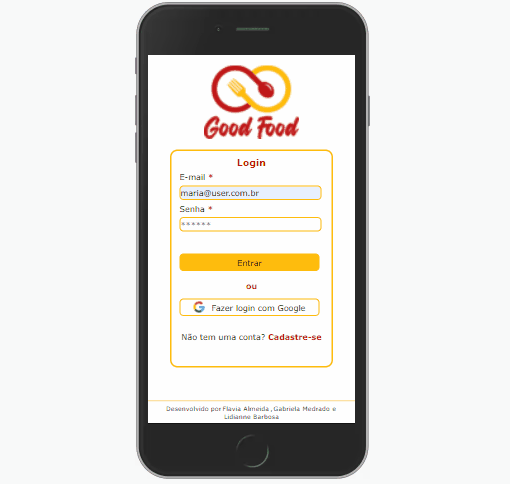 Good Food
Login
E-mail *
maria@user.com.br
Senha *
******
Entrar
ou
Fazer login com Google
Não tem uma conta? Cadastre-se
Desenvolvido por Flavia Almeida , Gabriela Medrado e
Lidianne Barbosa